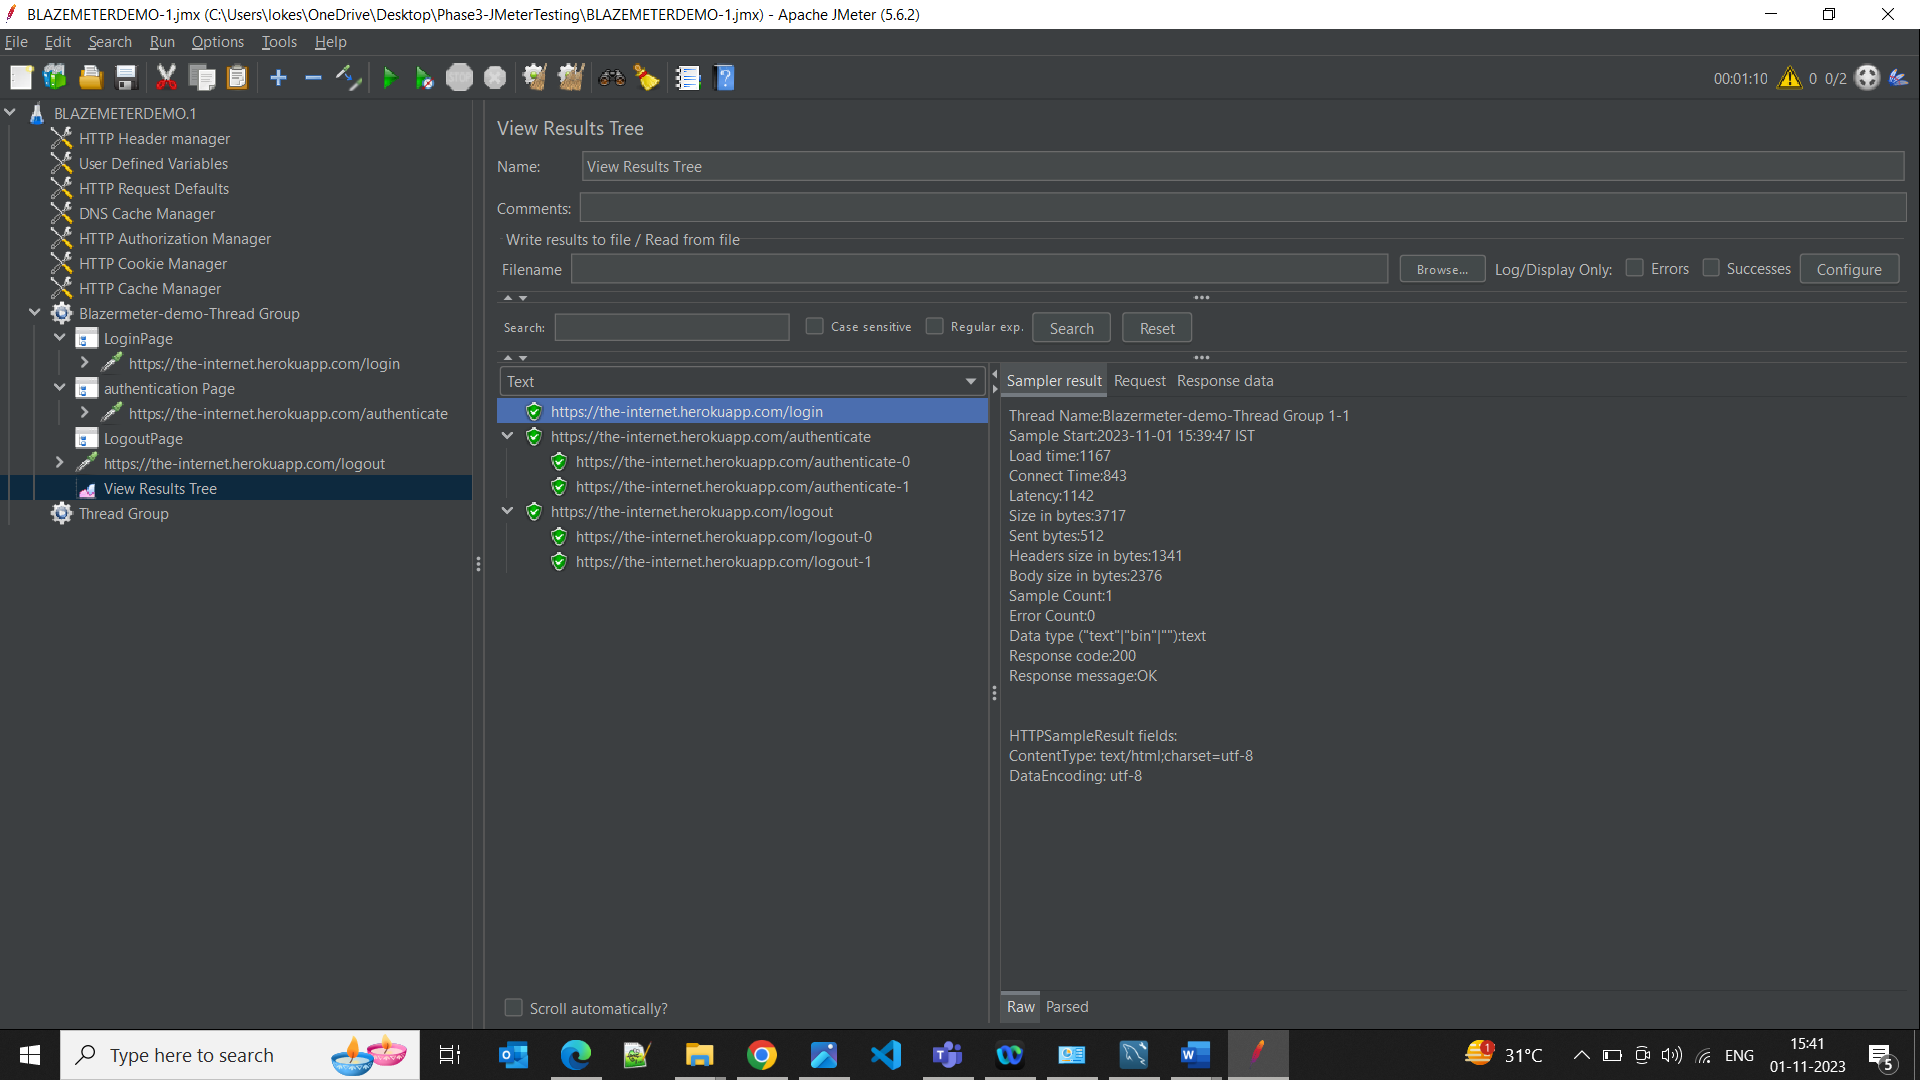 BLAZEMETERDEMO-1.jmx (C:\Users\lokes\OneDrive\Desktop\Phase3-JMeterTesting\BLAZEMETERDEMO-1.jmx) - Apache JMeter (5.6.2)
File Edit Search Run Options Tools Help
STOP ?
00:01:10 0 0/2
BLAZEMETERDEMO.1
HTTP Header manager
User Defined Variables
HTTP Request Defaults
DNS Cache Manager
HTTP Authorization Manager
HTTP Cookie Manager
HTTP Cache Manager
Blazermeter-demo-Thread Group
LoginPage
https://the-internet.herokuapp.com/login
authentication Page
https://the-internet.herokuapp.com/authenticate
LogoutPage
https://the-internet.herokuapp.com/logout
View Results Tree
Thread Group
View Results Tree
Name: View Results Tree
Comments:
Write results to file / Read from file
Filename Browse... Log/Display Only: Errors Successes Configure
Search: Case sensitive Regular exp. Search Reset
Text
https://the-internet.herokuapp.com/login
https://the-internet.herokuapp.com/authenticate
https://the-internet.herokuapp.com/authenticate-0
https://the-internet.herokuapp.com/authenticate-1
https://the-internet.herokuapp.com/logout
https://the-internet.herokuapp.com/logout-0
https://the-internet.herokuapp.com/logout-1
Scroll automatically?
Sampler result Request Response data
Thread Name:Blazermeter-demo-Thread Group 1-1
Sample Start:2023-11-01 15:39:47 IST
Load time:1167
Connect Time:843
Latency:1142
Size in bytes:3717
Sent bytes:512
Headers size in bytes:1341
Body size in bytes:2376
Sample Count:1
Error Count:0
Data type ("text"|"bin"|""):text
Response code:200
Response message:OK
HTTPSampleResult fields:
ContentType: text/html;charset=utf-8
DataEncoding: utf-8
Raw Parsed
Type here to search
1 31°C ENG 15:41
01-11-2023
5